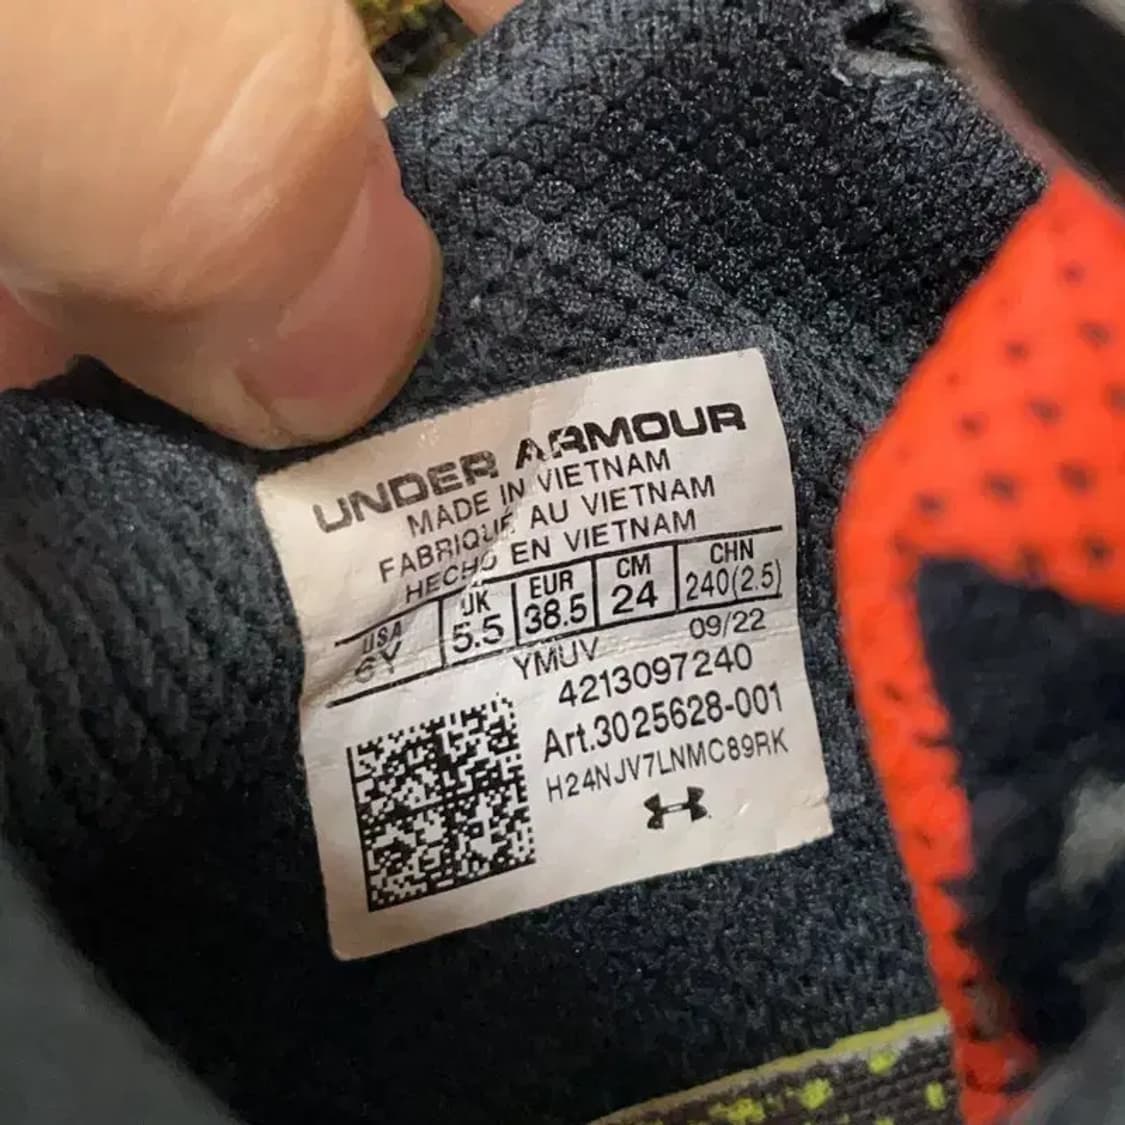 UNDER ARMOUR
MADE IN VIETNAM
FABRIQUÉ AU VIETNAM
HECHO EN VIETNAM
USA UK EUR CM CHN
6Y 5.5 38.5 24 240(2.5)
YMUV 09/22
4213097240
Art.3025628-001
H24NJV7LNMC89RK